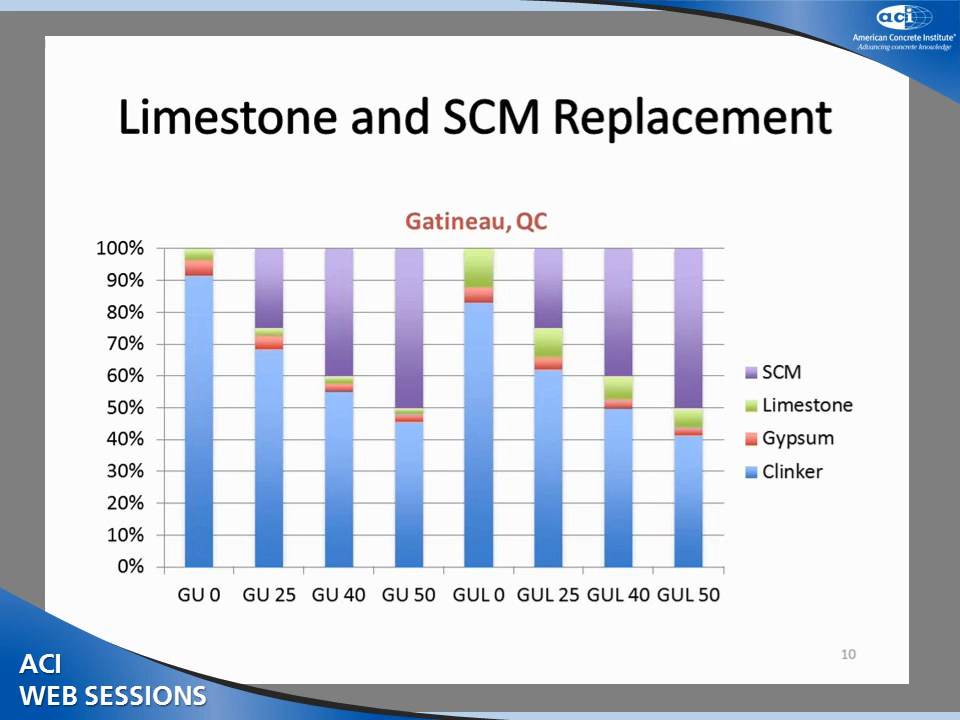 aci
American Concrete Institute®
Advancing concrete knowledge
Limestone and SCM Replacement
Gatineau, QC
100%
90%
80%
70%
60%
50%
40%
30%
20%
10%
0%
GU 0 GU 25 GU 40 GU 50 GUL 0 GUL 25 GUL 40 GUL 50
SCM
Limestone
Gypsum
Clinker
10
ACI
WEB SESSIONS